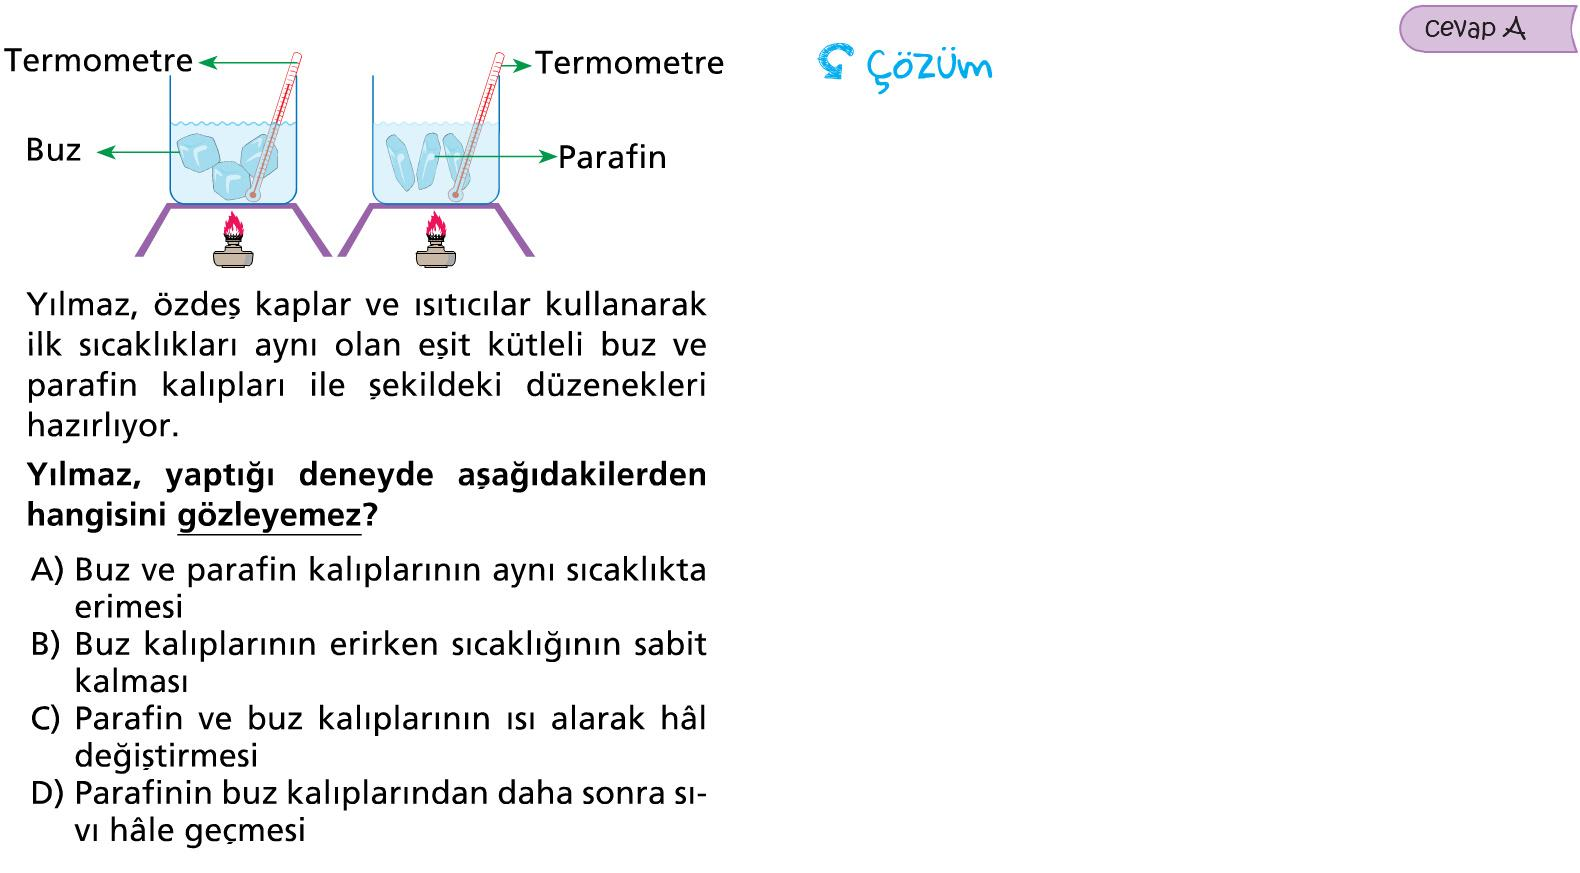 Termometre
Termometre
Buz
Parafin
Yılmaz, özdeş kaplar ve ısıtıcılar kullanarak
ilk sıcaklıkları aynı olan eşit kütleli buz ve
parafin kalıpları ile şekildeki düzenekleri
hazırlıyor.
Yılmaz, yaptığı deneyde aşağıdakilerden
hangisini gözleyemez?
A) Buz ve parafin kalıplarının aynı sıcaklıkta
erimesi
B) Buz kalıplarının erirken sıcaklığının sabit
kalması
C) Parafin ve buz kalıplarının ısı alarak hâl
değiştirmesi
D) Parafinin buz kalıplarından daha sonra sı-
vı hâle geçmesi
Çözüm
Cevap A